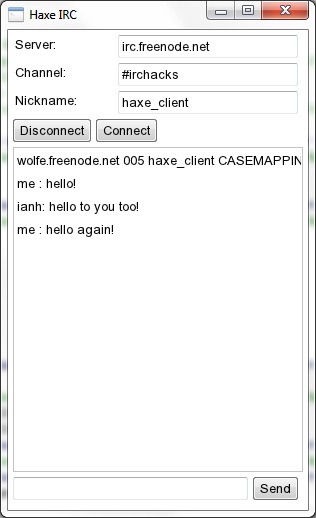 Haxe IRC
Server: irc.freenode.net
Channel: #irchacks
Nickname: haxe_client
Disconnect Connect
wolfe.freenode.net 005 haxe_client CASEMAPPIN
me : hello!
ianh: hello to you too!
me : hello again!
Send